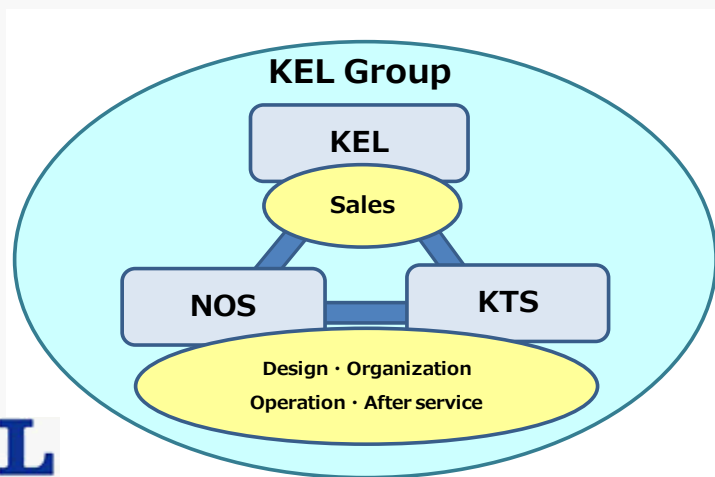 KEL Group
KEL
Sales
NOS
KTS
Design・Organization
Operation・After service
L